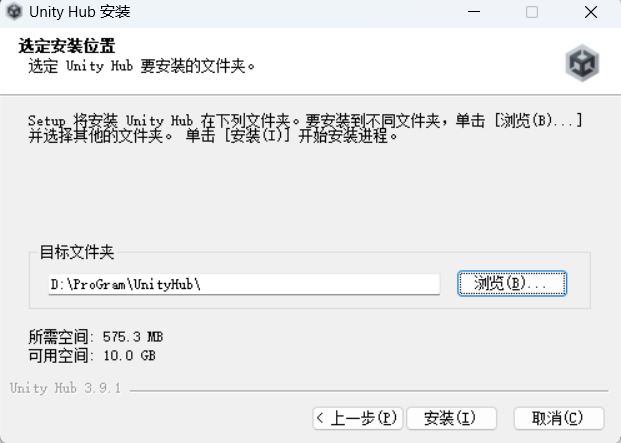 Unity Hub 安装
选定安装位置
选定 Unity Hub 要安装的文件夹。
Setup 将安装 Unity Hub 在下列文件夹。要安装到不同文件夹，单击 [浏览(B)...]
并选择其他的文件夹。 单击 [安装(I)] 开始安装进程。
目标文件夹
D:\ProGram\UnityHub\
浏览(B)...
所需空间: 575.3 MB
可用空间: 10.0 GB
Unity Hub 3.9.1
< 上一步(P)
安装(I)
取消(C)